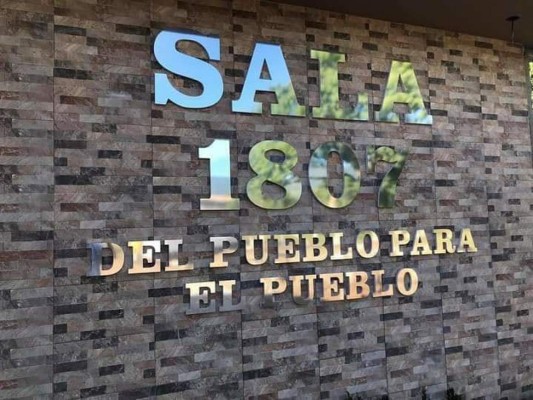 SALA
1807
DEL PUEBLO PARA
EL PUEBLO